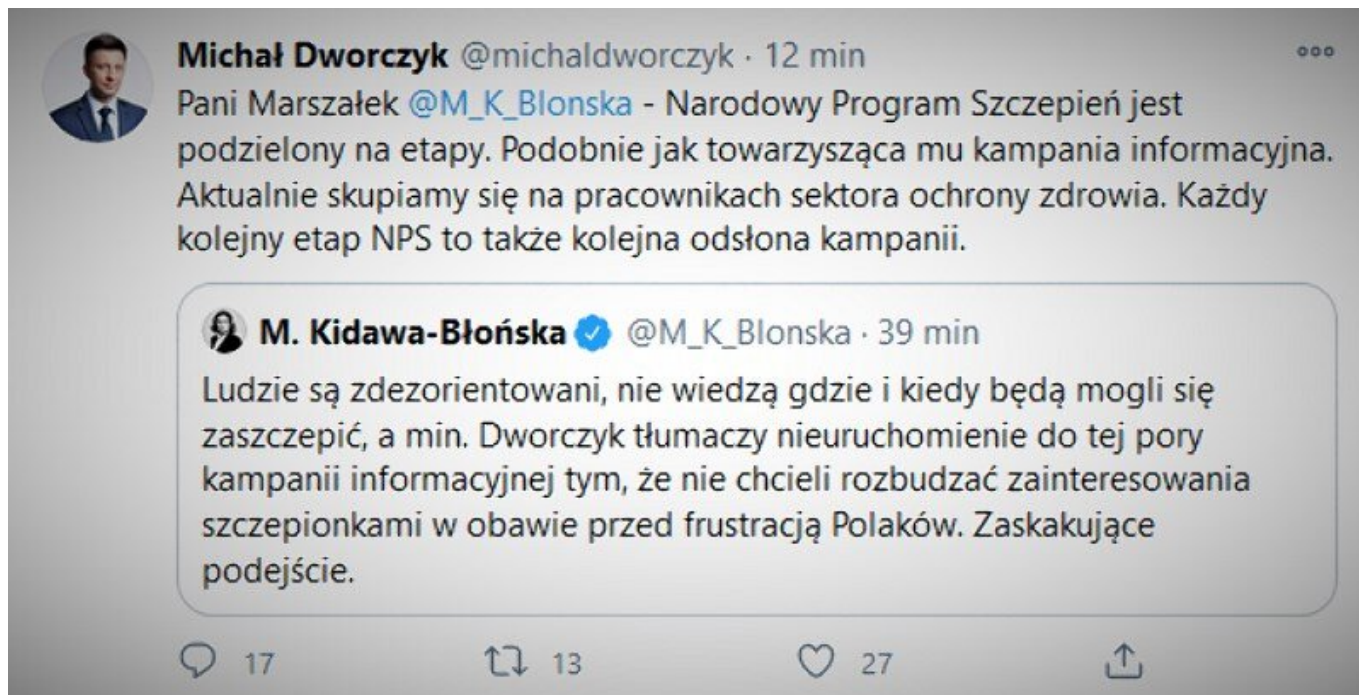 Michał Dworczyk @michaldworczyk · 12 min
Pani Marszałek @M_K_Blonska - Narodowy Program Szczepień jest
podzielony na etapy. Podobnie jak towarzysząca mu kampania informacyjna.
Aktualnie skupiamy się na pracownikach sektora ochrony zdrowia. Każdy
kolejny etap NPS to także kolejna odsłona kampanii.
M. Kidawa-Błońska @M_K_Blonska · 39 min
Ludzie są zdezorientowani, nie wiedzą gdzie i kiedy będą mogli się
zaszczepić, a min. Dworczyk tłumaczy nieuruchomienie do tej pory
kampanii informacyjnej tym, że nie chcieli rozbudzać zainteresowania
szczepionkami w obawie przed frustracją Polaków. Zaskakujące
podejście.
17 13 27